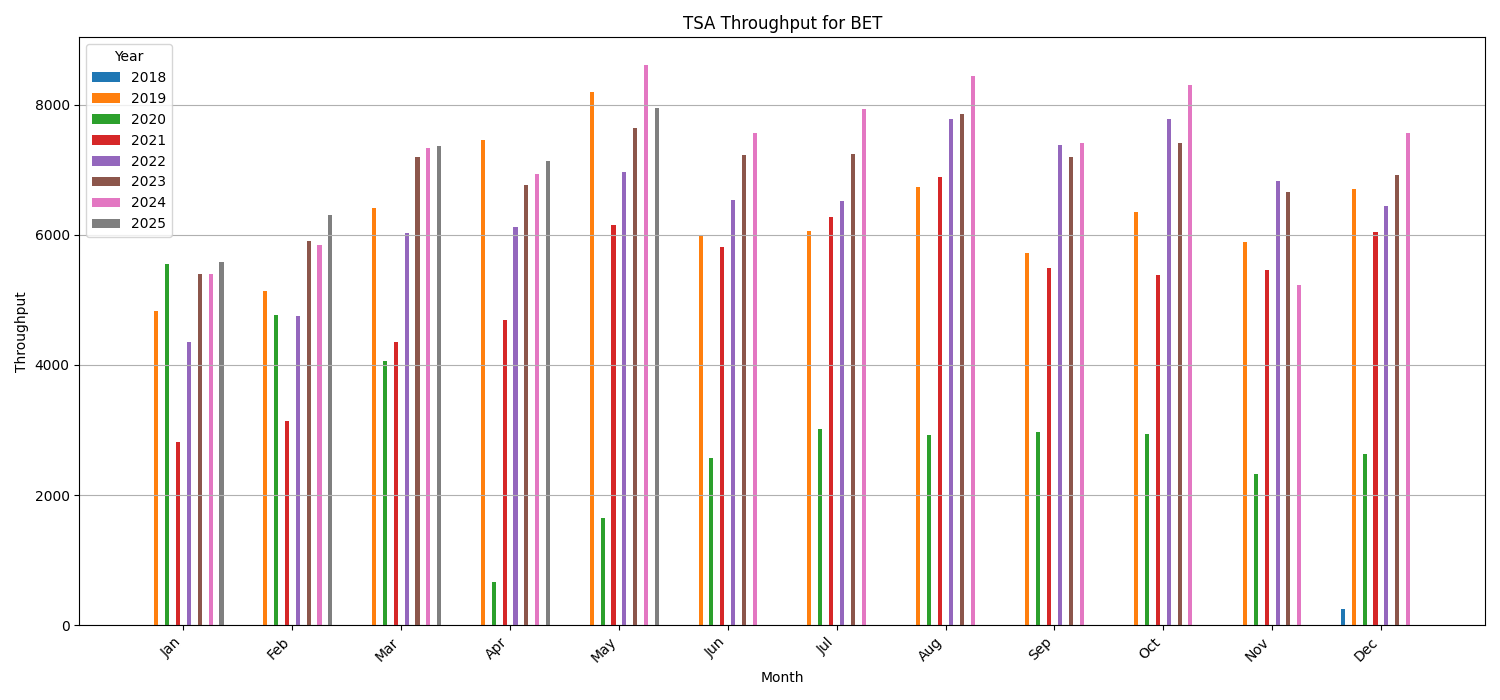 TSA Throughput for BET
Year
2018
2019
2020
2021
2022
2023
2024
2025
Throughput
8000
6000
4000
2000
0
Jan
Feb
Mar
Apr
May
Jun
Jul
Aug
Sep
Oct
Nov
Dec
Month